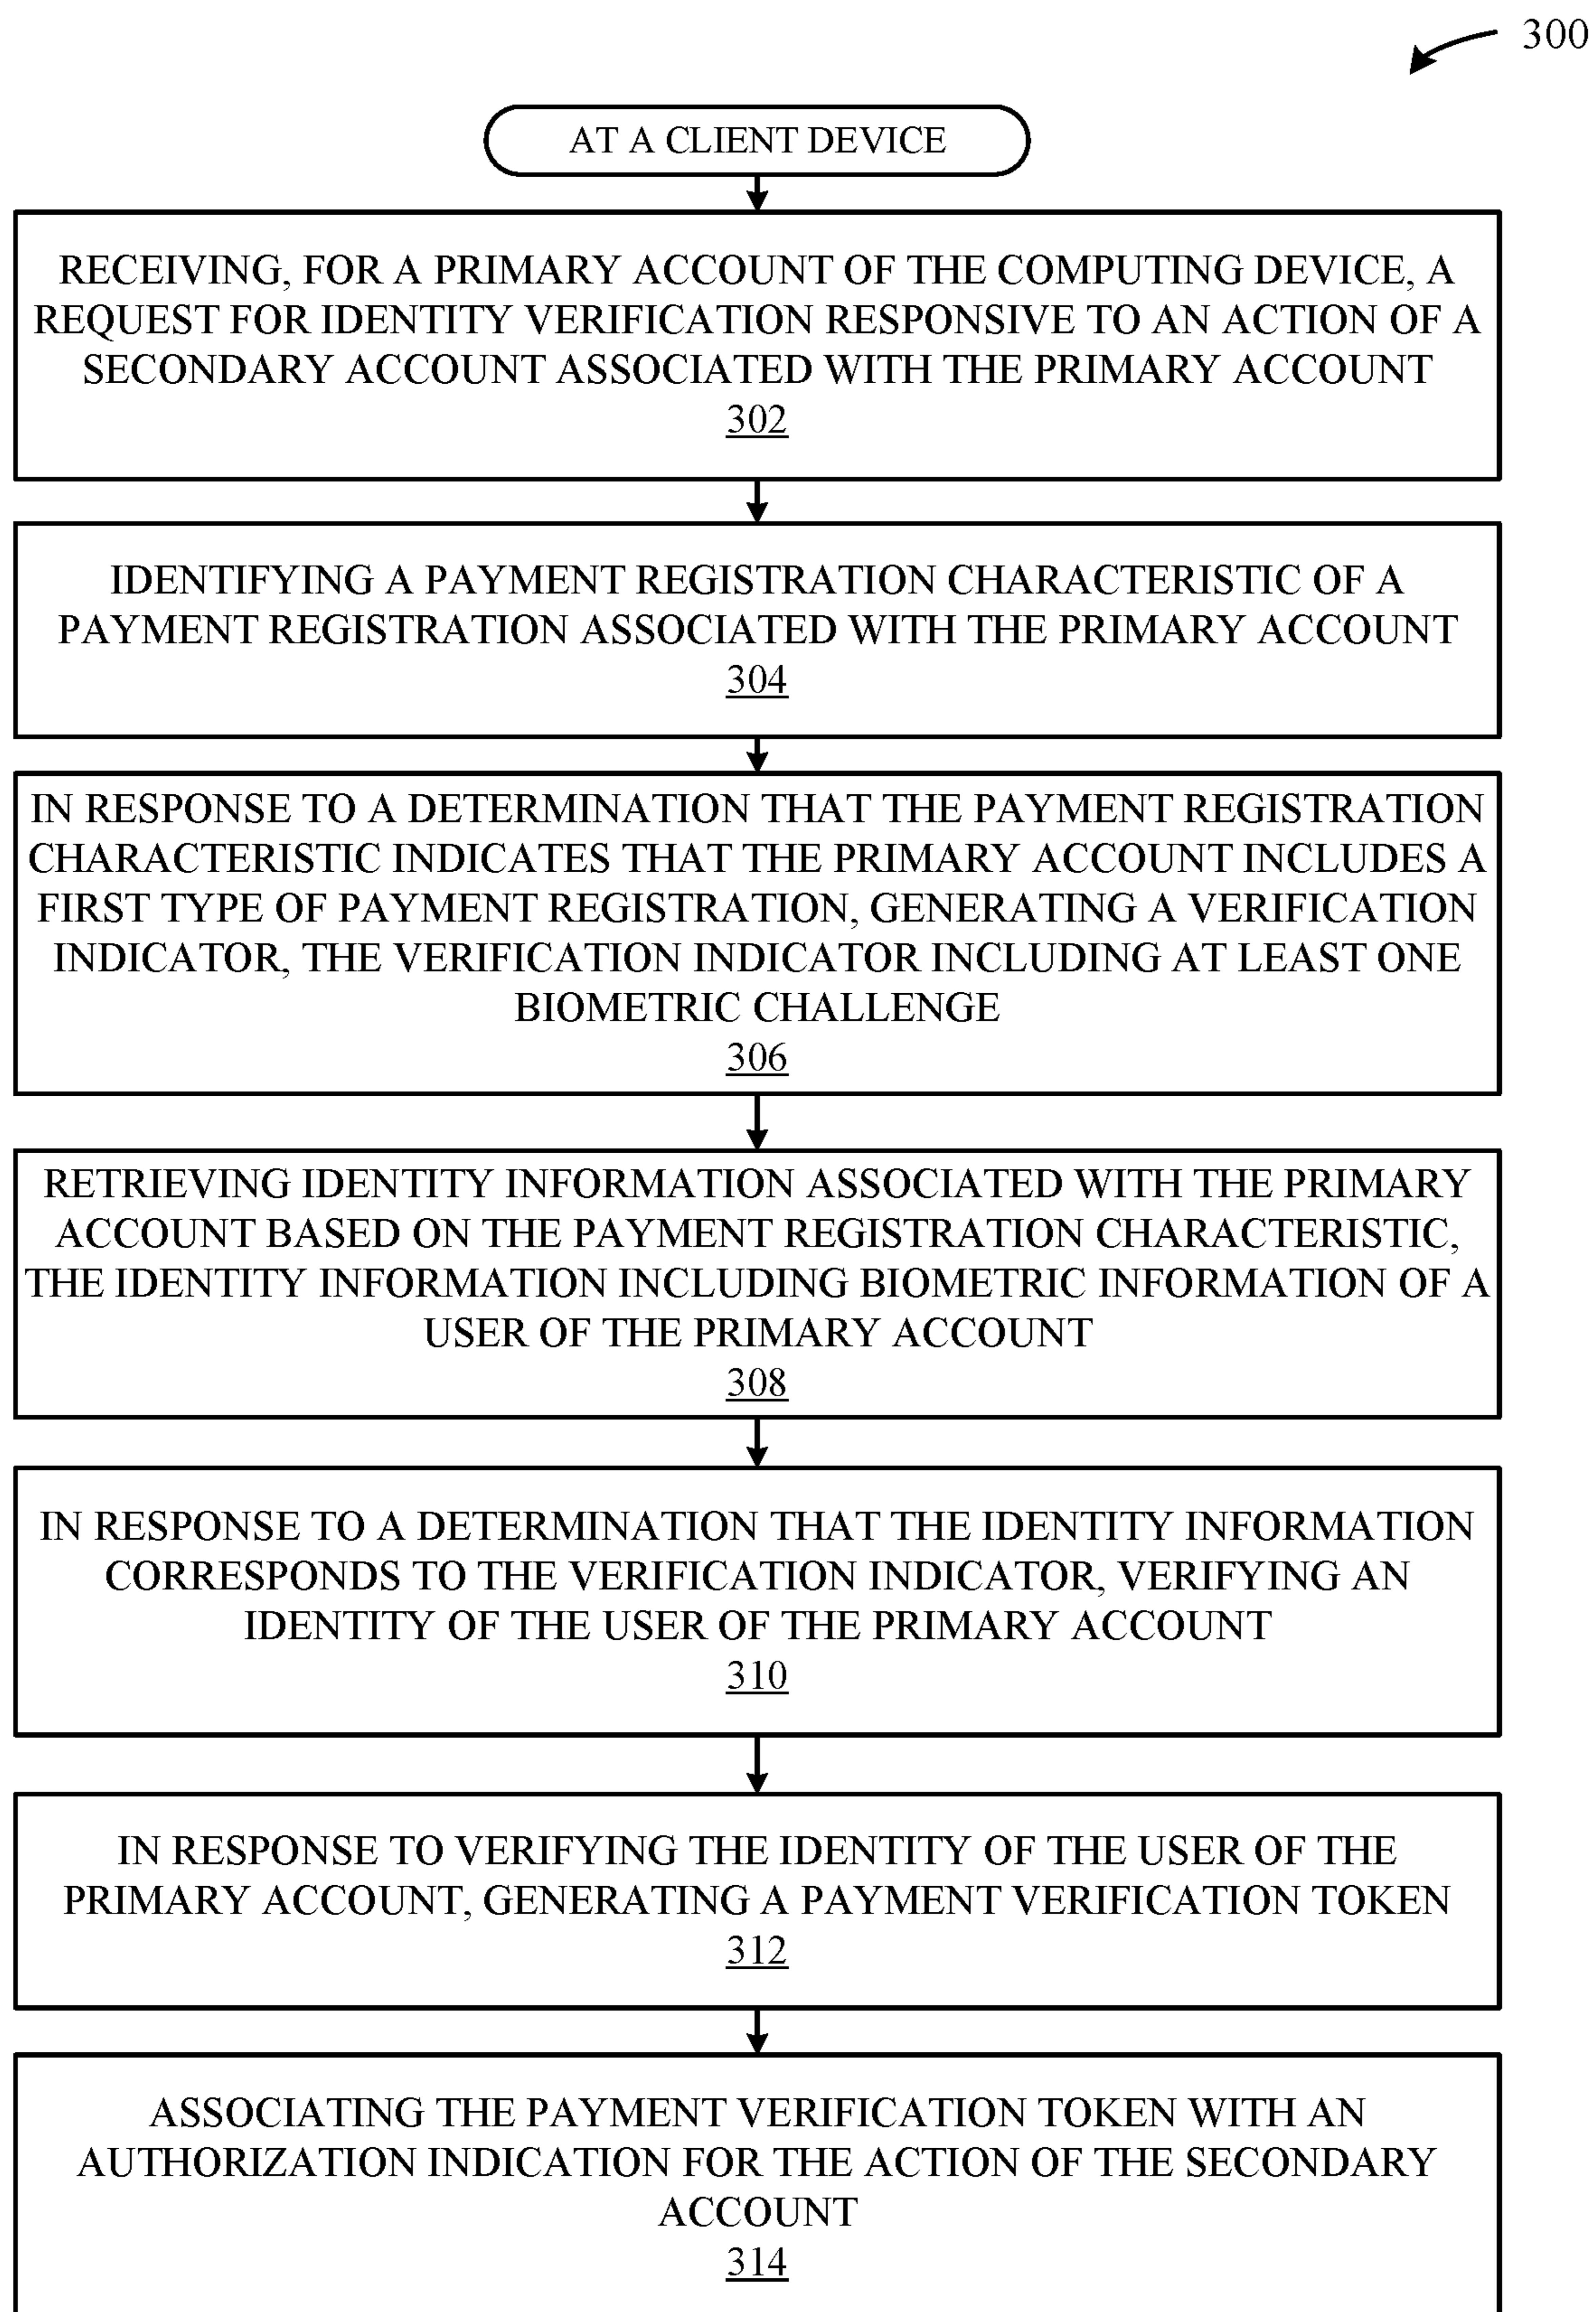 300
AT A CLIENT DEVICE
RECEIVING, FOR A PRIMARY ACCOUNT OF THE COMPUTING DEVICE, A
REQUEST FOR IDENTITY VERIFICATION RESPONSIVE TO AN ACTION OF A
SECONDARY ACCOUNT ASSOCIATED WITH THE PRIMARY ACCOUNT
302
IDENTIFYING A PAYMENT REGISTRATION CHARACTERISTIC OF A
PAYMENT REGISTRATION ASSOCIATED WITH THE PRIMARY ACCOUNT
304
IN RESPONSE TO A DETERMINATION THAT THE PAYMENT REGISTRATION
CHARACTERISTIC INDICATES THAT THE PRIMARY ACCOUNT INCLUDES A
FIRST TYPE OF PAYMENT REGISTRATION, GENERATING A VERIFICATION
INDICATOR, THE VERIFICATION INDICATOR INCLUDING AT LEAST ONE
BIOMETRIC CHALLENGE
306
RETRIEVING IDENTITY INFORMATION ASSOCIATED WITH THE PRIMARY
ACCOUNT BASED ON THE PAYMENT REGISTRATION CHARACTERISTIC,
THE IDENTITY INFORMATION INCLUDING BIOMETRIC INFORMATION OF A
USER OF THE PRIMARY ACCOUNT
308
IN RESPONSE TO A DETERMINATION THAT THE IDENTITY INFORMATION
CORRESPONDS TO THE VERIFICATION INDICATOR, VERIFYING AN
IDENTITY OF THE USER OF THE PRIMARY ACCOUNT
310
IN RESPONSE TO VERIFYING THE IDENTITY OF THE USER OF THE
PRIMARY ACCOUNT, GENERATING A PAYMENT VERIFICATION TOKEN
312
ASSOCIATING THE PAYMENT VERIFICATION TOKEN WITH AN
AUTHORIZATION INDICATION FOR THE ACTION OF THE SECONDARY
ACCOUNT
314